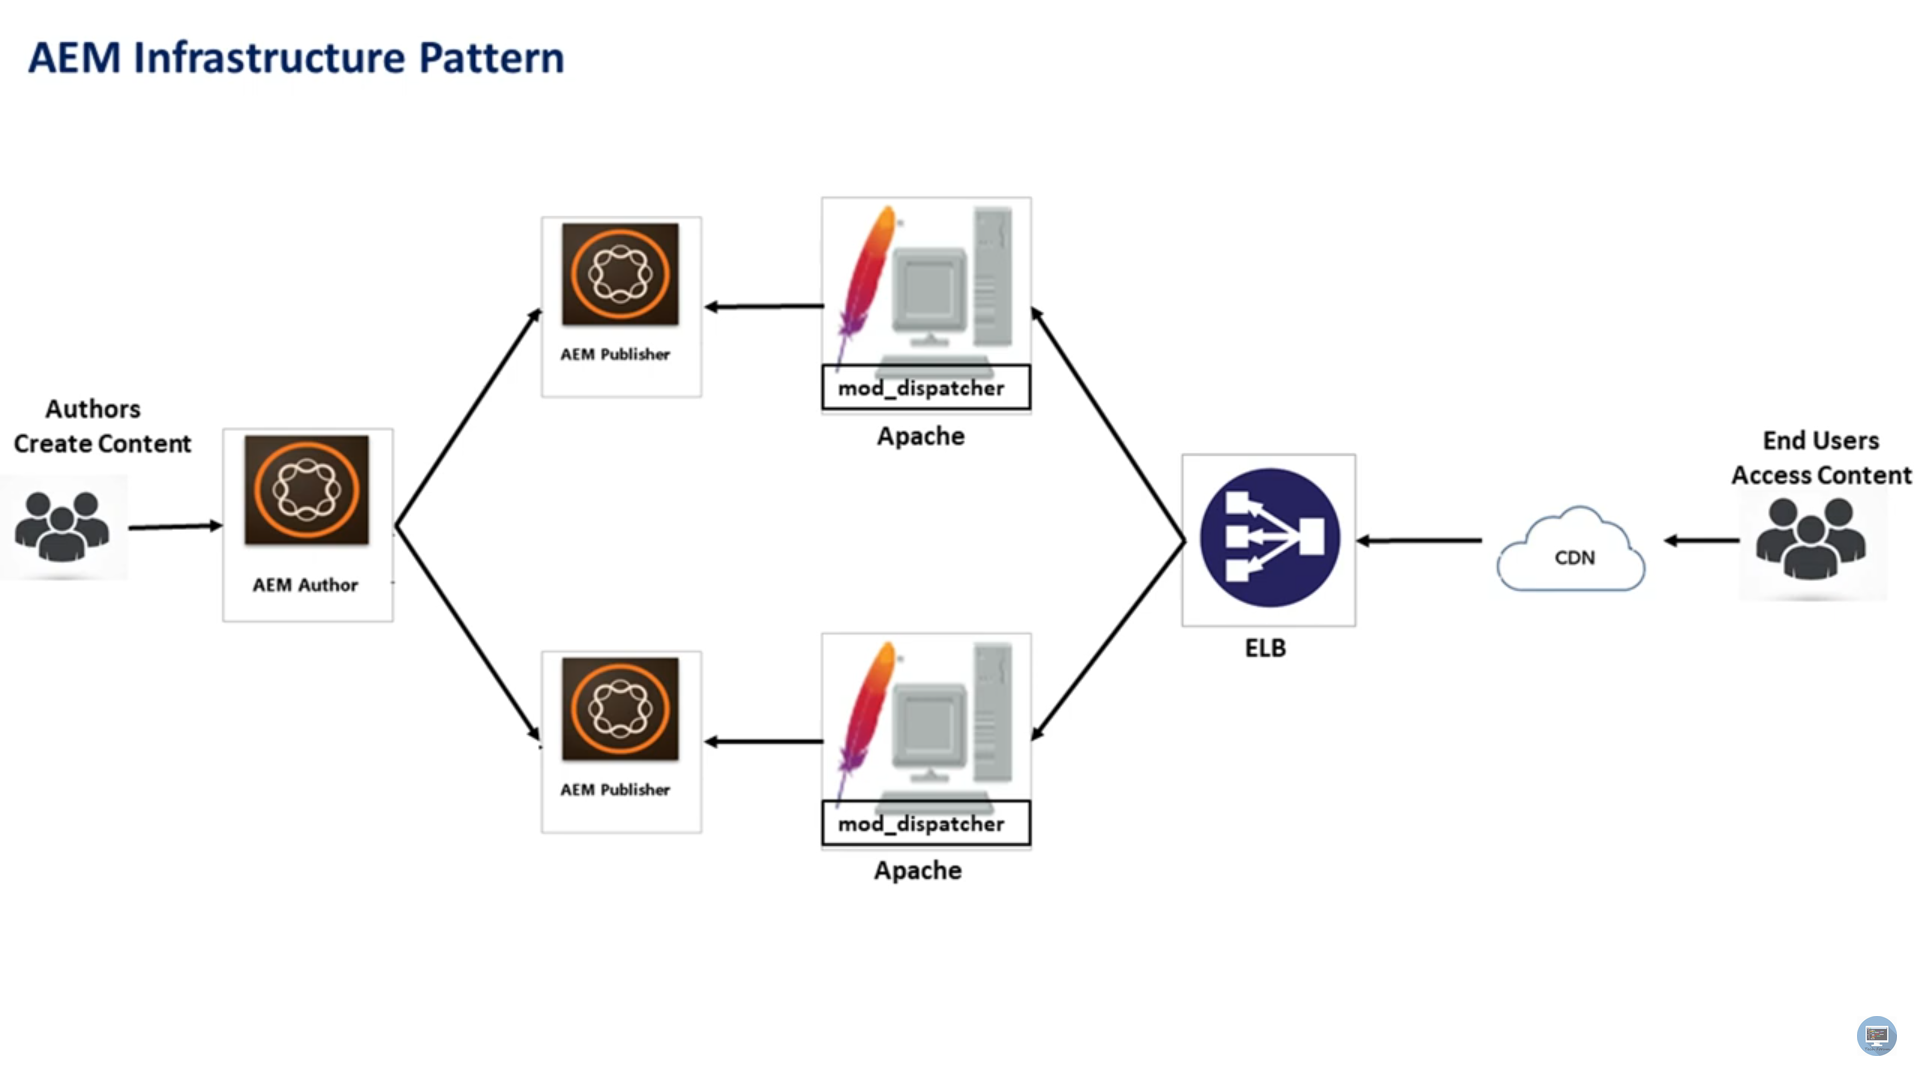 AEM Infrastructure Pattern
Authors
Create Content
AEM Author
AEM Publisher
mod_dispatcher
Apache
AEM Publisher
mod_dispatcher
Apache
ELB
CDN
End Users
Access Content